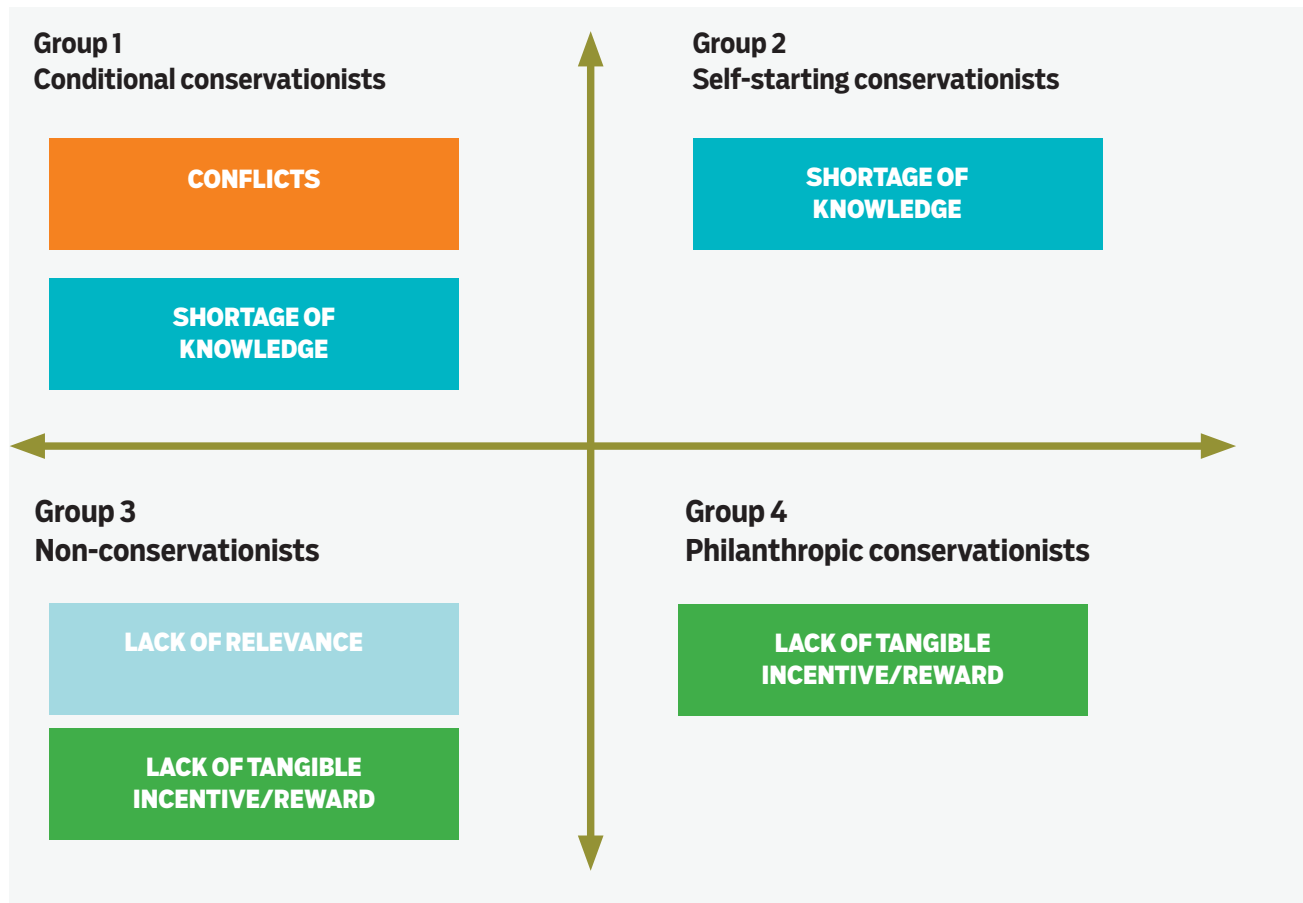 Group 1
Conditional conservationists
CONFLICTS
SHORTAGE OF
KNOWLEDGE
Group 2
Self-starting conservationists
SHORTAGE OF
KNOWLEDGE
Group 3
Non-conservationists
LACK OF RELEVANCE
LACK OF TANGIBLE
INCENTIVE/REWARD
Group 4
Philanthropic conservationists
LACK OF TANGIBLE
INCENTIVE/REWARD